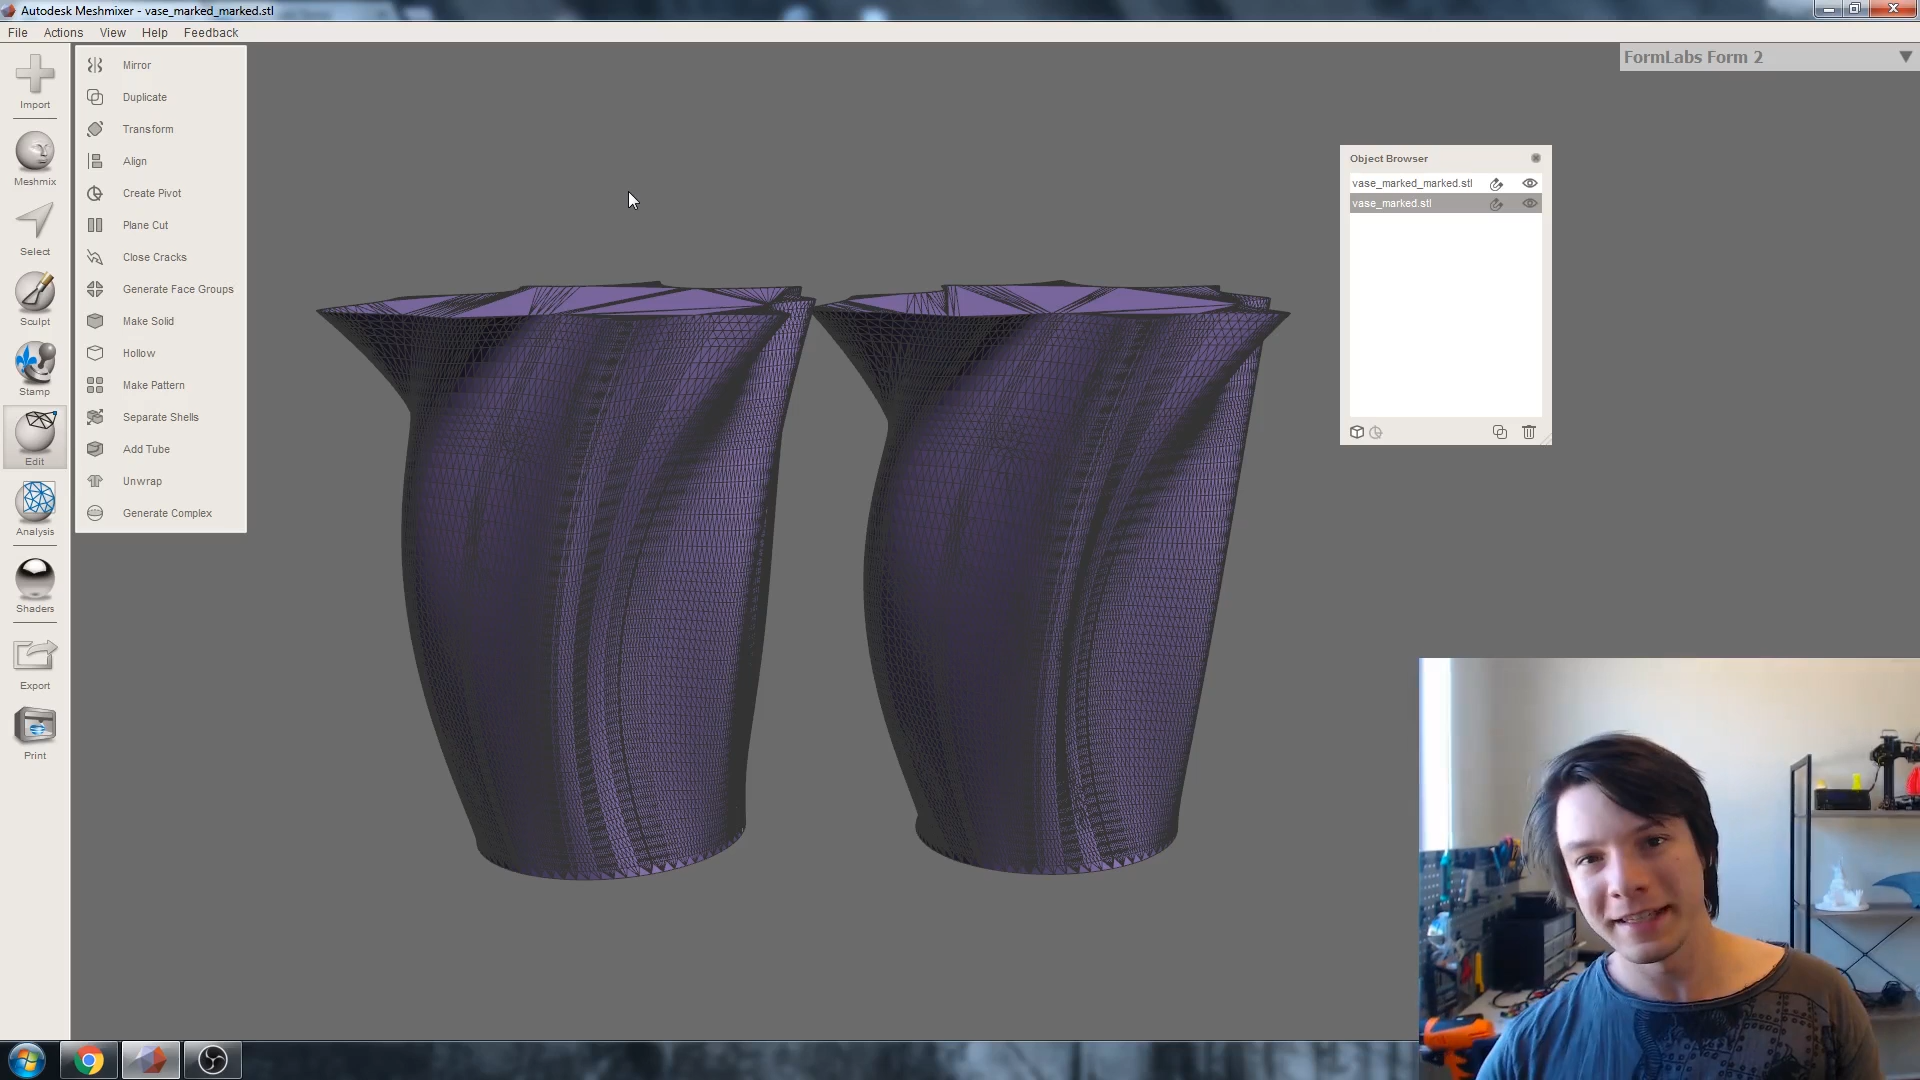 Autodesk Meshmixer - vase_marked_marked.stl
File Actions View Help Feedback
Import
Meshmix
Select
Sculpt
Stamp
Edit
Analysis
Shaders
Export
Print
Mirror
Duplicate
Transform
Align
Create Pivot
Plane Cut
Close Cracks
Generate Face Groups
Make Solid
Hollow
Make Pattern
Separate Shells
Add Tube
Unwrap
Generate Complex
FormLabs Form 2
Object Browser
vase_marked_marked.stl
vase_marked.stl